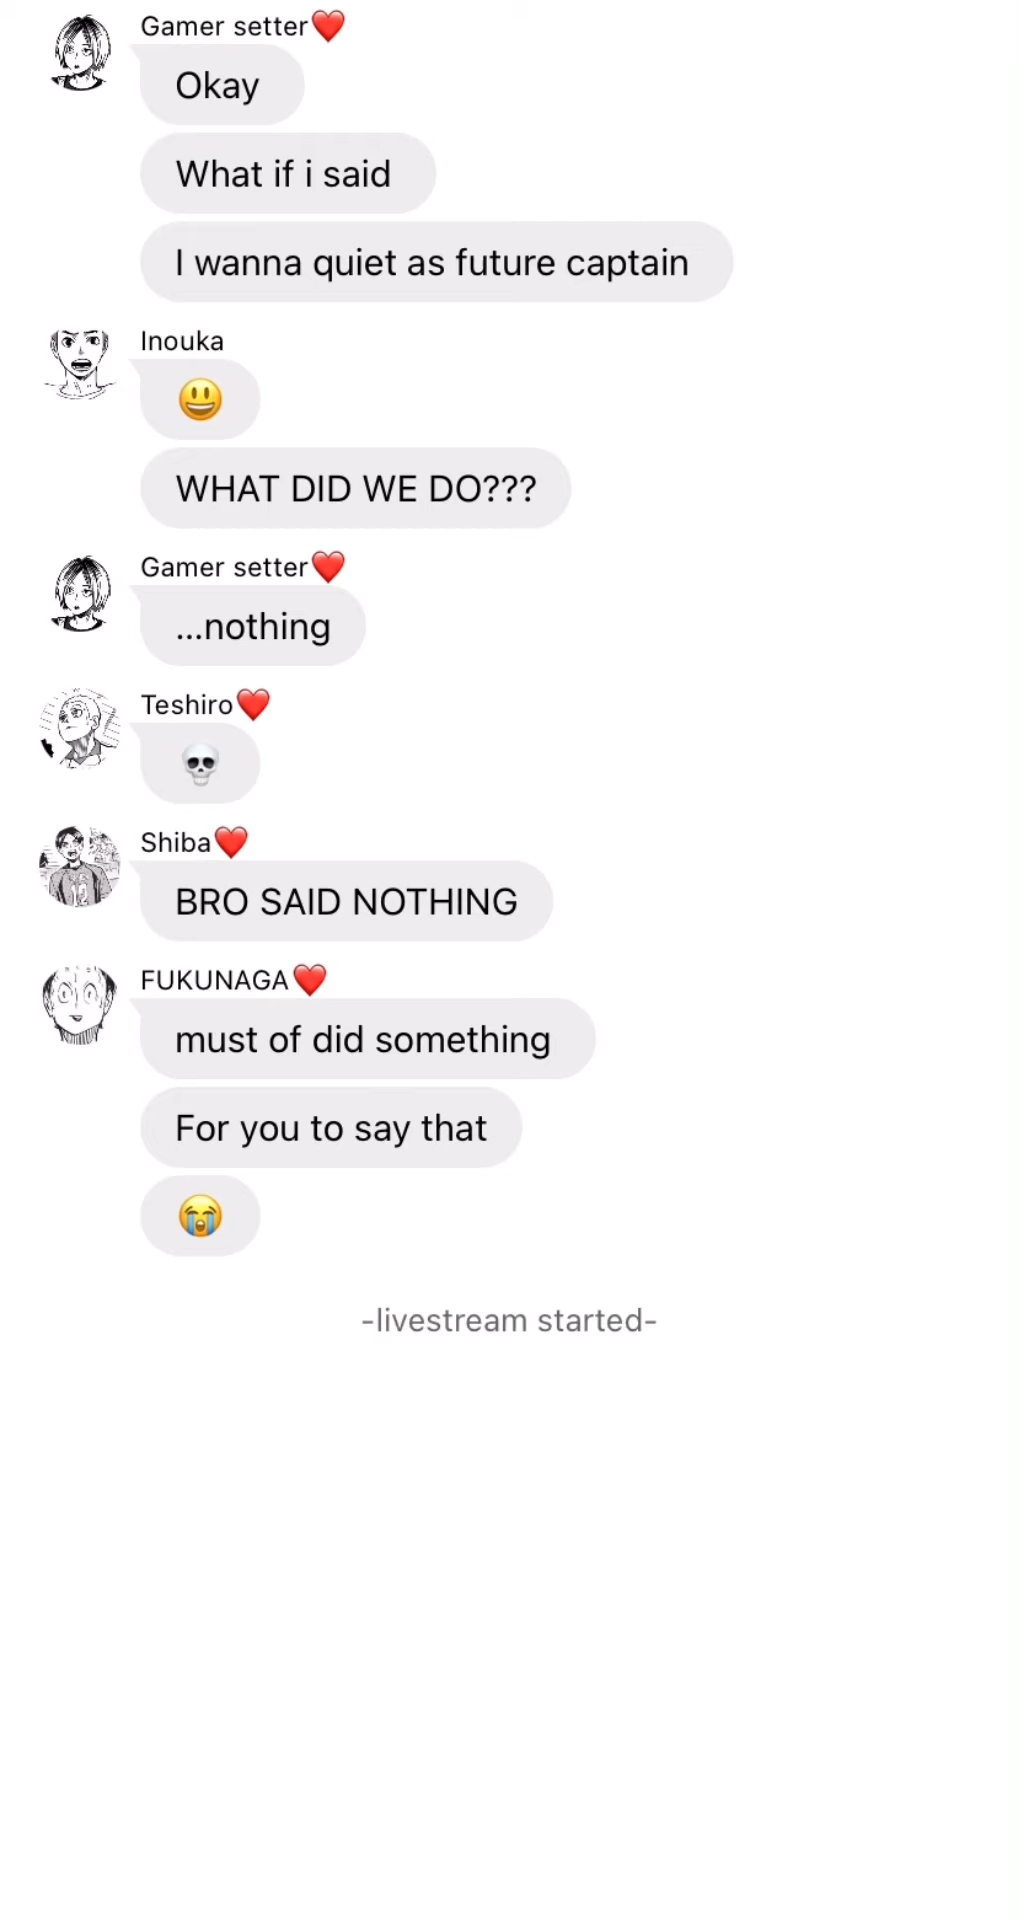 Gamer setter❤️
Okay
What if i said
I wanna quiet as future captain
Inouka
😃
WHAT DID WE DO???
Gamer setter❤️
...nothing
Teshiro❤️
💀
Shiba❤️
BRO SAID NOTHING
FUKUNAGA❤️
must of did something
For you to say that
😭
-livestream started-